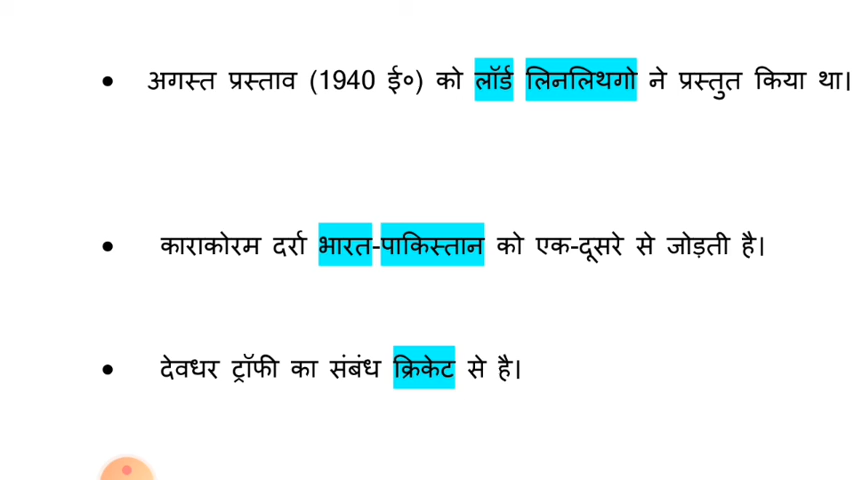 • अगस्त प्रस्ताव (1940 ई०) को लॉर्ड लिनलिथगो ने प्रस्तुत किया था।
• काराकोरम दर्रा भारत-पाकिस्तान को एक-दूसरे से जोड़ती है।
• देवधर ट्रॉफी का संबंध क्रिकेट से है।